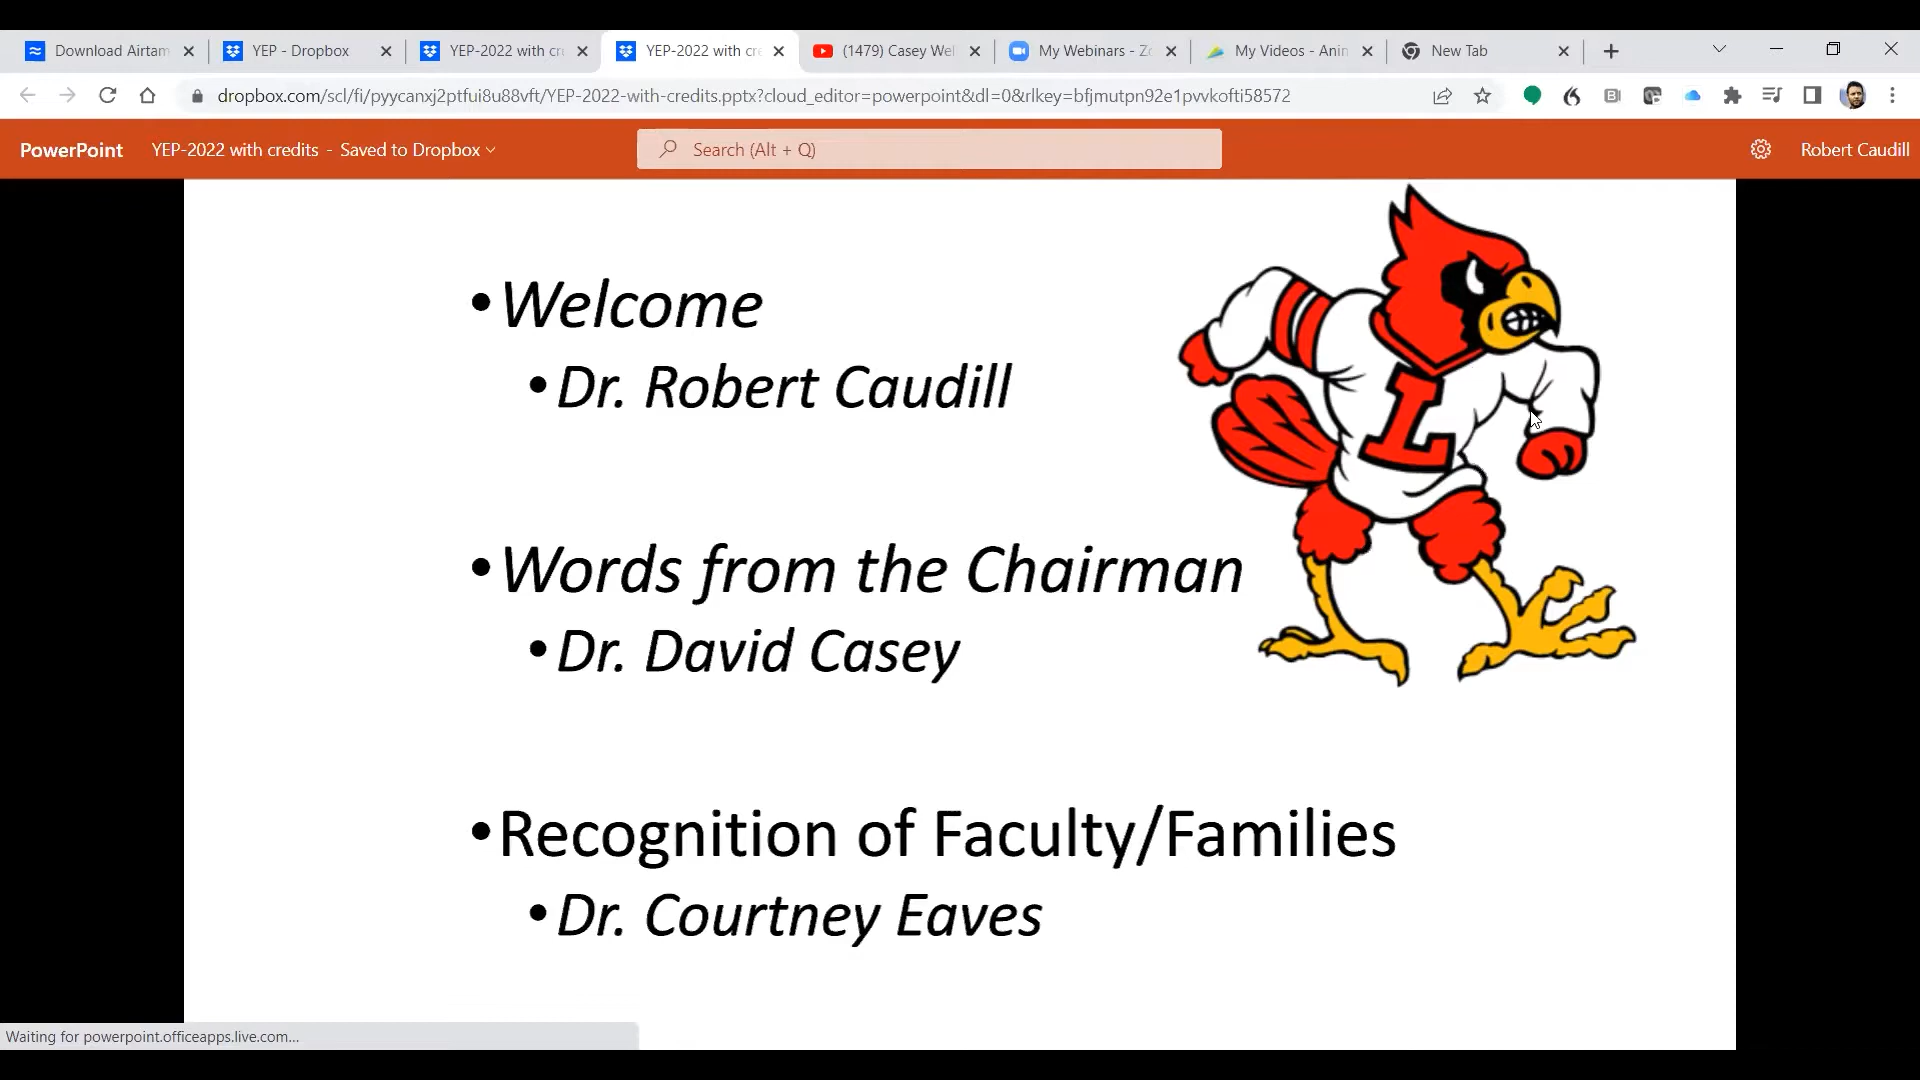 Download Airtam
YEP - Dropbox
YEP-2022 with cr
YEP-2022 with cre
(1479) Casey Wel
My Webinars - Zo
My Videos - Anin
New Tab
dropbox.com/scl/fi/pyycanxj2ptfui8u88vft/YEP-2022-with-credits.pptx?cloud_editor=powerpoint&dl=0&rlkey=bfjmutpn92e1pvvkofti58572
PowerPoint
YEP-2022 with credits - Saved to Dropbox
Search (Alt + Q)
Robert Caudill
•Welcome
•Dr. Robert Caudill
L
•Words from the Chairman
•Dr. David Casey
•Recognition of Faculty/Families
•Dr. Courtney Eaves
Waiting for powerpoint.officeapps.live.com...